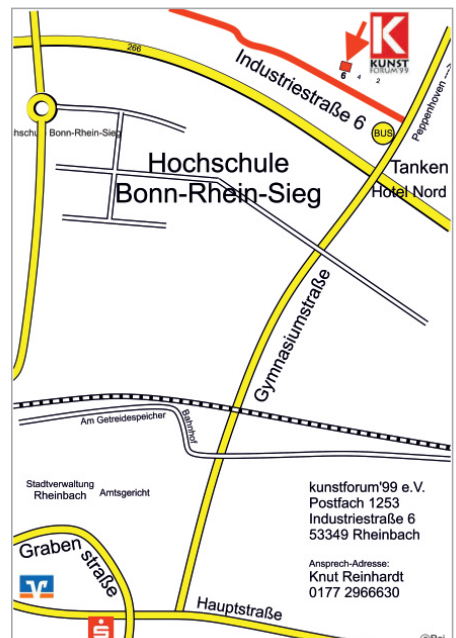 266
K
KUNST
FORUM'99
Industriestraße 6
6 4 2
BUS
Peppenhoven --->
Bonn-Rhein-Sieg
Hochschule
Bonn-Rhein-Sieg
Tanken
Hotel Nord
Gymnasiumstraße
Am Getreidespeicher
Bahnhof
Stadtverwaltung
Rheinbach
Amtsgericht
kunstforum'99 e.V.
Postfach 1253
Industriestraße 6
53349 Rheinbach
Ansprech-Adresse:
Knut Reinhardt
0177 2966630
Graben
straße
Hauptstraße